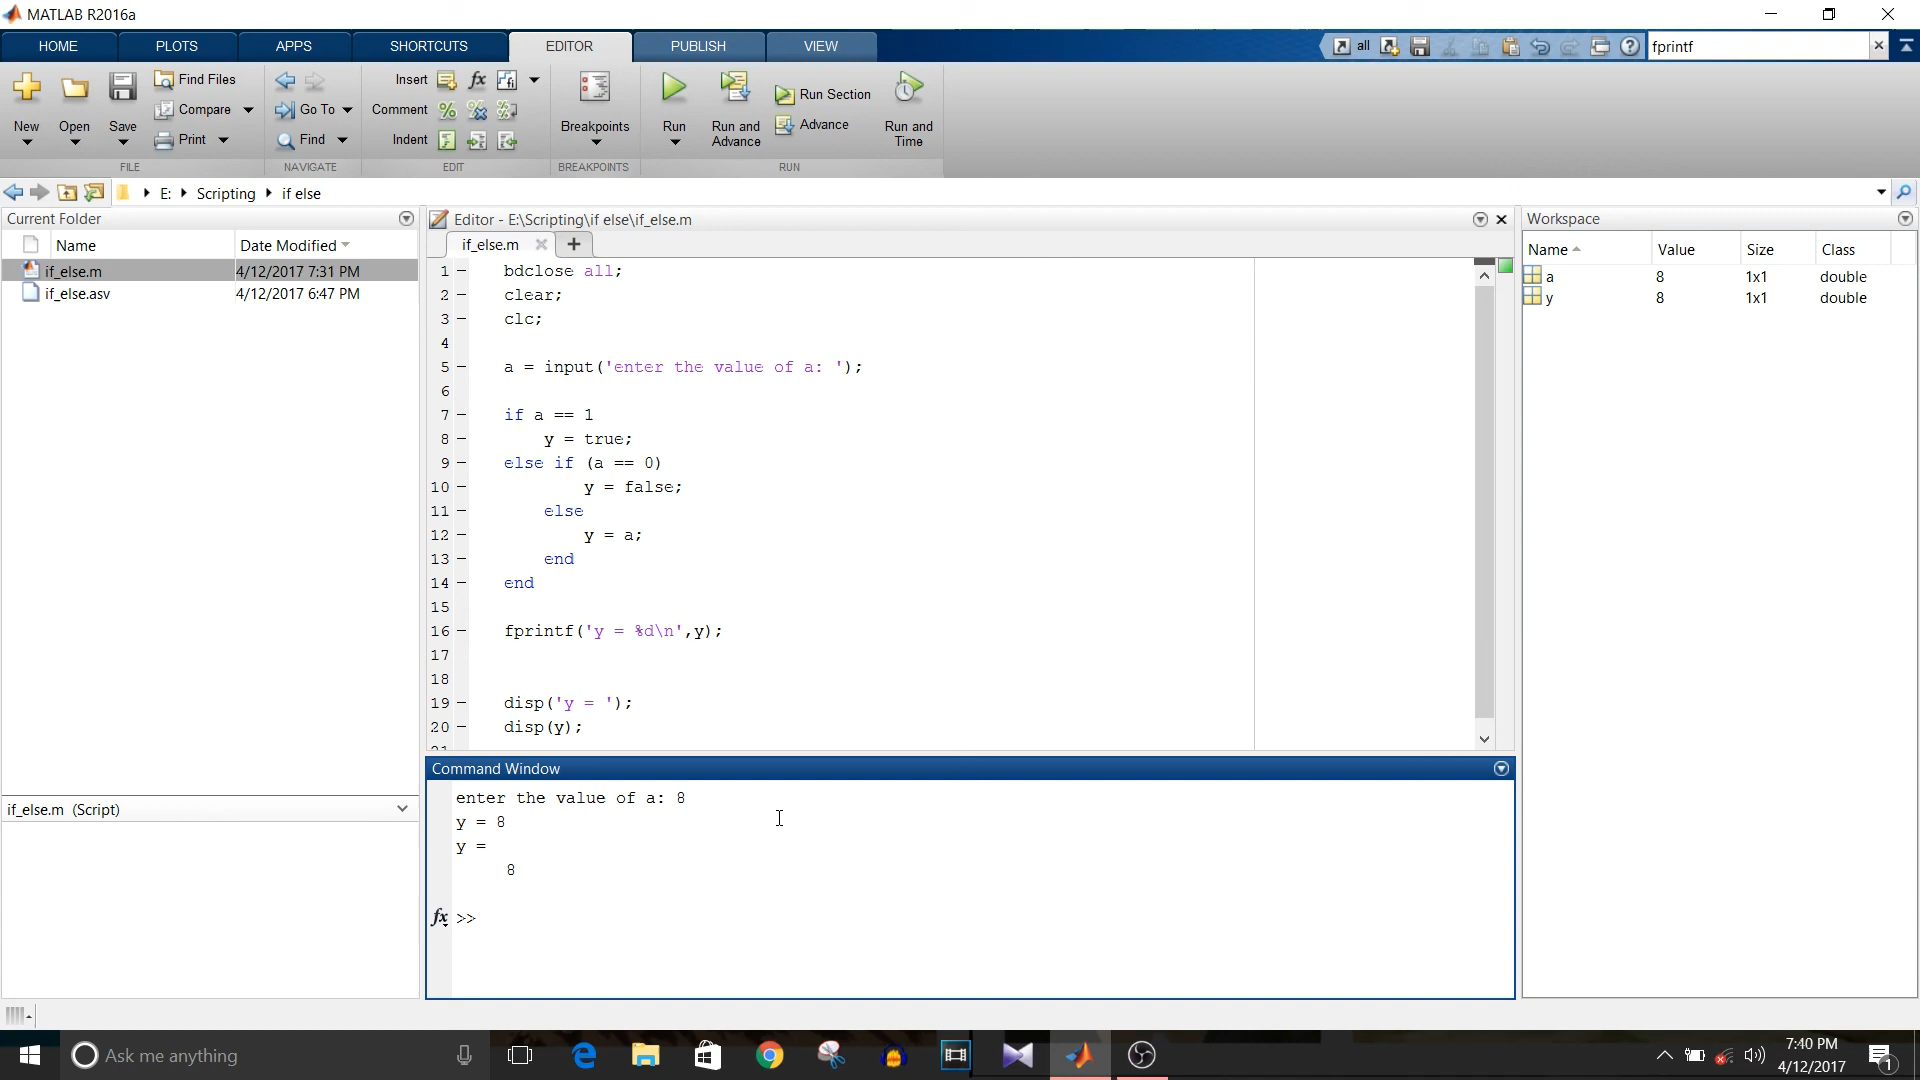 MATLAB R2016a
HOME PLOTS APPS SHORTCUTS EDITOR PUBLISH VIEW all fprintf
New Open Save Find Files Compare Print
Go To Find
Insert Comment Indent
Breakpoints
Run Run and Advance Run Section Advance Run and Time
FILE NAVIGATE EDIT BREAKPOINTS RUN
E: Scripting if else
Current Folder
Name Date Modified
if_else.m 4/12/2017 7:31 PM
if_else.asv 4/12/2017 6:47 PM
if_else.m (Script)
Editor - E:\Scripting\if else\if_else.m
if_else.m
1 bdclose all;
2 clear;
3 clc;
4
5 a = input('enter the value of a: ');
6
7 if a == 1
8 y = true;
9 else if (a == 0)
10 y = false;
11 else
12 y = a;
13 end
14 end
15
16 fprintf('y = %d\n',y);
17
18
19 disp('y = ');
20 disp(y);
21
Command Window
enter the value of a: 8
y = 8
y =
8
fx >>
Workspace
Name Value Size Class
a 8 1x1 double
y 8 1x1 double
Ask me anything
7:40 PM
4/12/2017
1